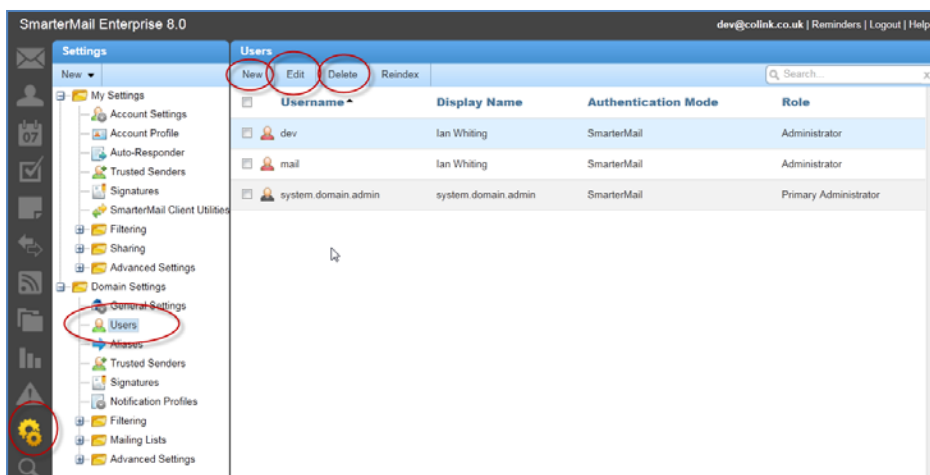 SmarterMail Enterprise 8.0
dev@colink.co.uk | Reminders | Logout | Help
Settings
Users
New
New Edit Delete Reindex
Search... x
My Settings
Account Settings
Account Profile
Auto-Responder
Trusted Senders
Signatures
SmarterMail Client Utilities
Filtering
Sharing
Advanced Settings
Domain Settings
General Settings
Users
Aliases
Trusted Senders
Signatures
Notification Profiles
Filtering
Mailing Lists
Advanced Settings
07
Username Display Name Authentication Mode Role
dev Ian Whiting SmarterMail Administrator
mail Ian Whiting SmarterMail Administrator
system.domain.admin system.domain.admin SmarterMail Primary Administrator